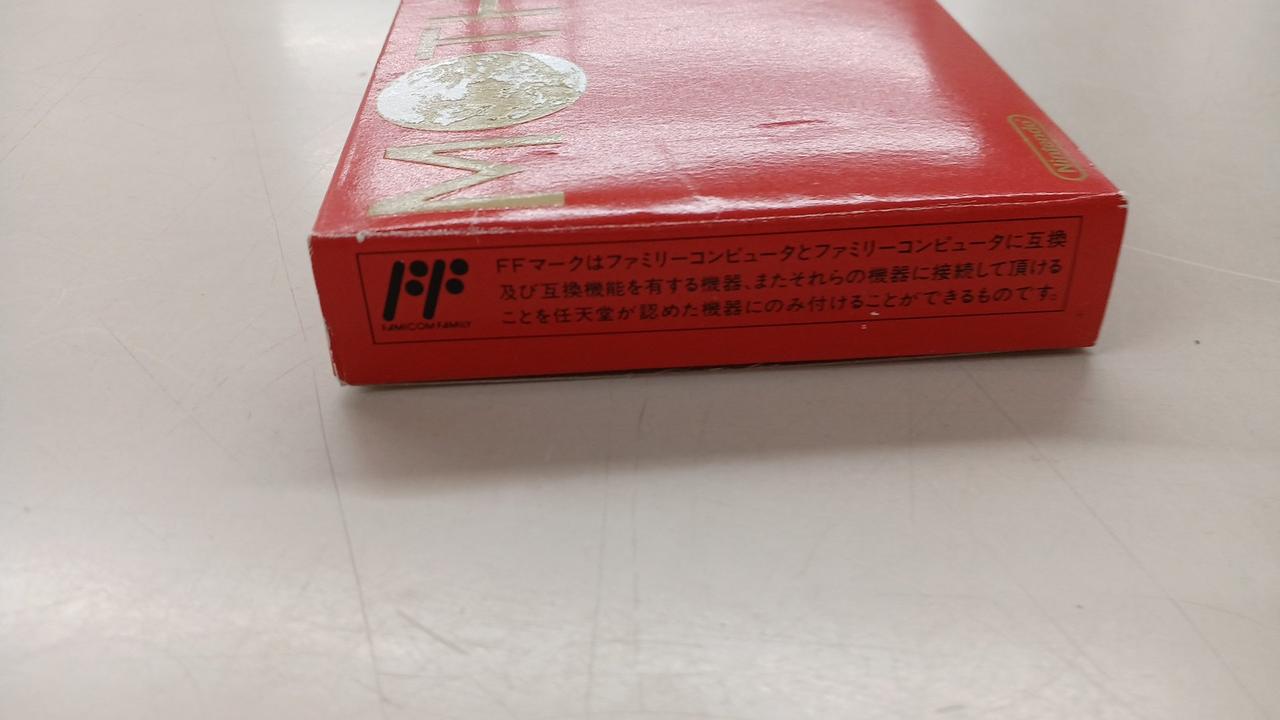 MOTH
Nintendo
FAMICOM FAMILY
FFマークはファミリーコンピュータとファミリーコンピュータに互換
及び互換機能を有する機器、またそれらの機器に接続して頂ける
ことを任天堂が認めた機器にのみ付けることができるものです。